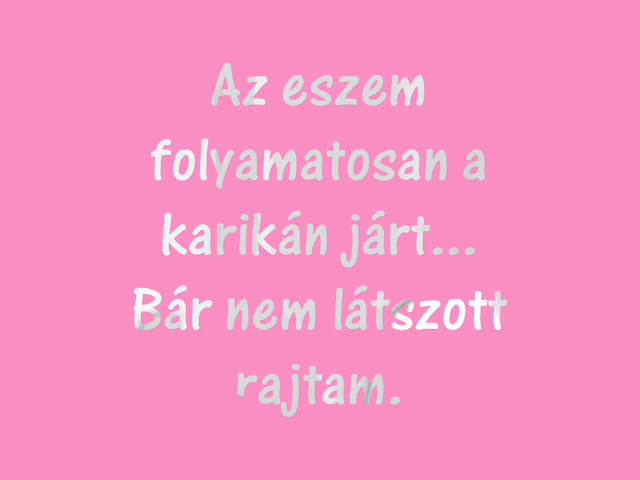 Az eszem
folyamatosan a
karikán járt...
Bár nem látszott
rajtam.